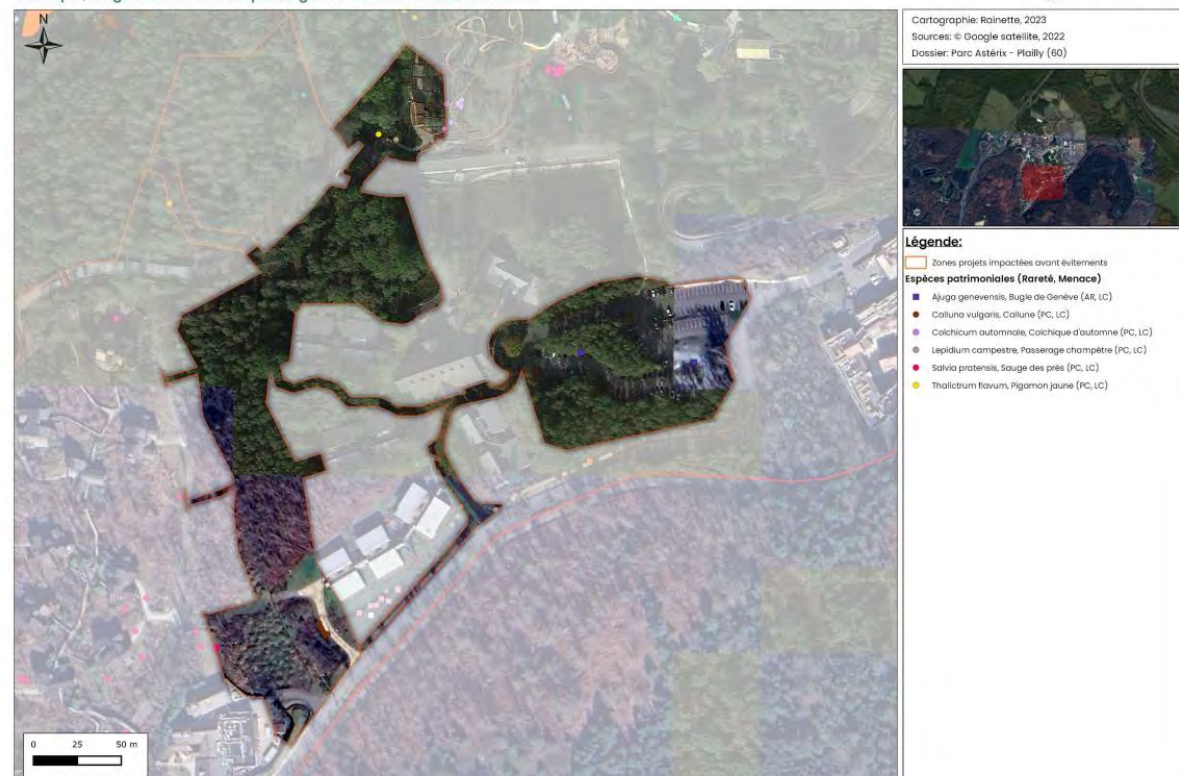 N
Cartographie: Rainette, 2023
Sources: © Google satellite, 2022
Dossier: Parc Astérix - Plailly (60)
Légende:
Zones projets impactées avant évitements
Espèces patrimoniales (Rareté, Menace)
Ajuga genevensis, Bugle de Genève (AR, LC)
Calluna vulgaris, Callune (PC, LC)
Colchicum automnale, Colchique d'automne (PC, LC)
Lepidium campestre, Passerage champêtre (PC, LC)
Salvia pratensis, Sauge des prés (PC, LC)
Thalictrum flavum, Pigamon jaune (PC, LC)
0 25 50 m